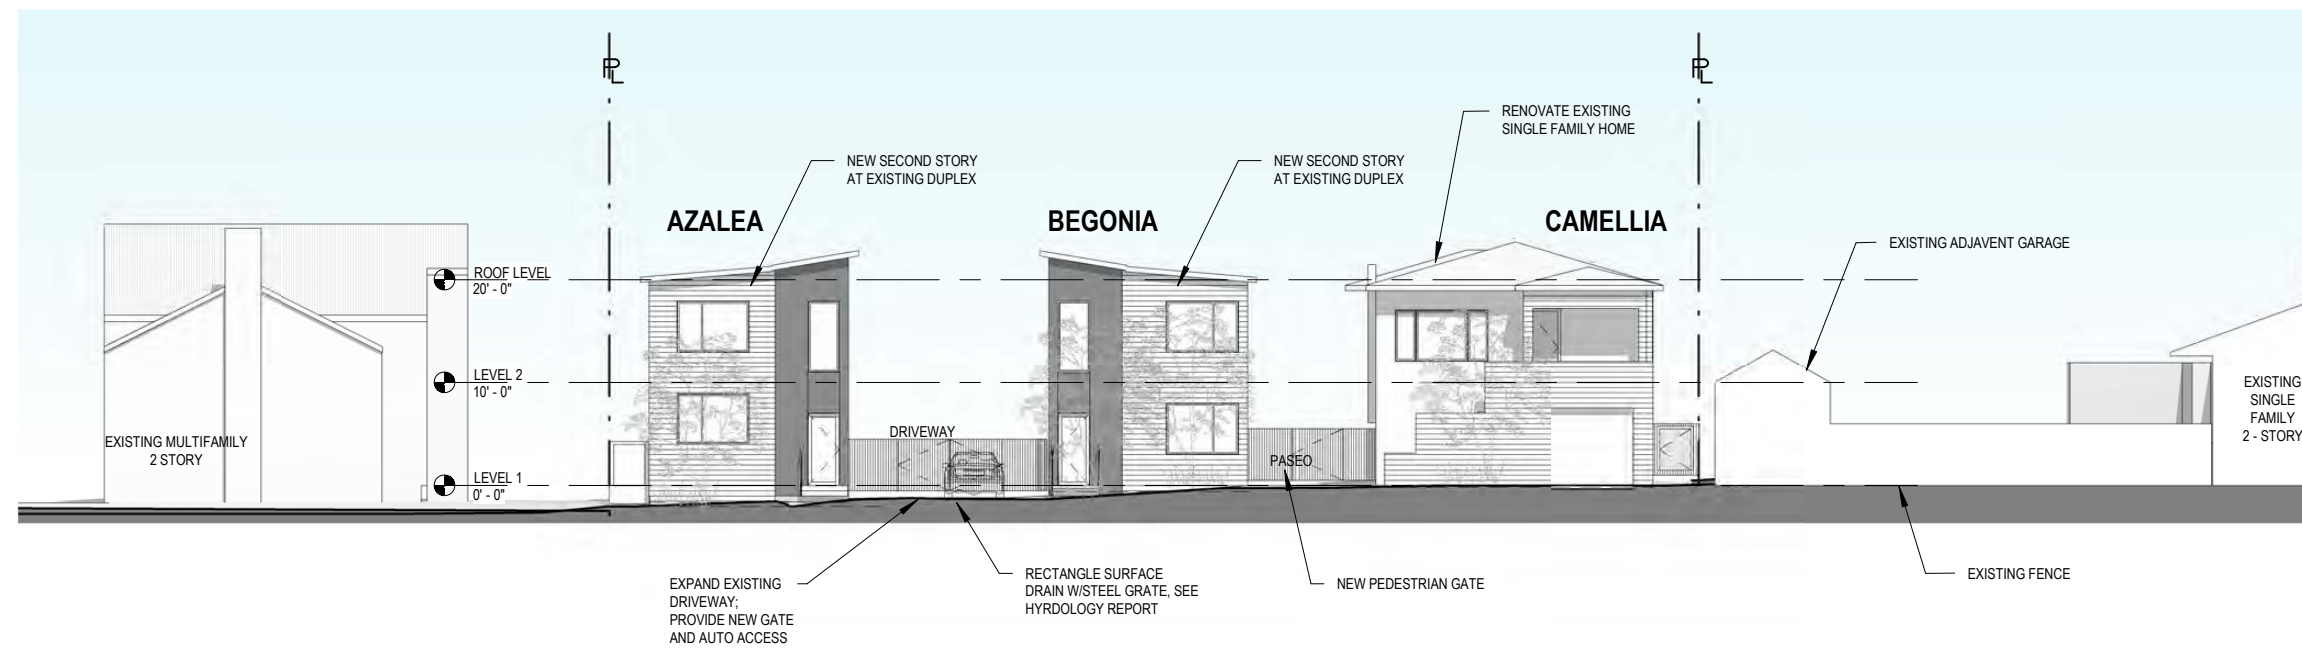 PL
PL
RENOVATE EXISTING
SINGLE FAMILY HOME
NEW SECOND STORY
AT EXISTING DUPLEX
NEW SECOND STORY
AT EXISTING DUPLEX
AZALEA
BEGONIA
CAMELLIA
EXISTING ADJAVENT GARAGE
ROOF LEVEL
20' - 0"
LEVEL 2
10' - 0"
EXISTING
SINGLE
FAMILY
2 - STORY
DRIVEWAY
EXISTING MULTIFAMILY
2 STORY
PASEO
LEVEL 1
0' - 0"
EXPAND EXISTING
DRIVEWAY;
PROVIDE NEW GATE
AND AUTO ACCESS
RECTANGLE SURFACE
DRAIN W/STEEL GRATE, SEE
HYRDOLOGY REPORT
NEW PEDESTRIAN GATE
EXISTING FENCE